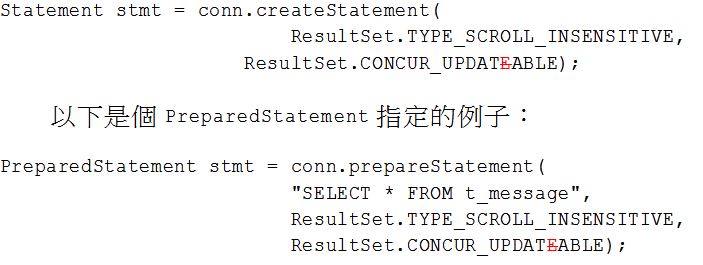 Statement stmt = conn.createStatement(
ResultSet.TYPE_SCROLL_INSENSITIVE,
ResultSet.CONCUR_UPDATEABLE);
以下是個 PreparedStatement 指定的例子：
PreparedStatement stmt = conn.prepareStatement(
"SELECT * FROM t_message",
ResultSet.TYPE_SCROLL_INSENSITIVE,
ResultSet.CONCUR_UPDATEABLE);